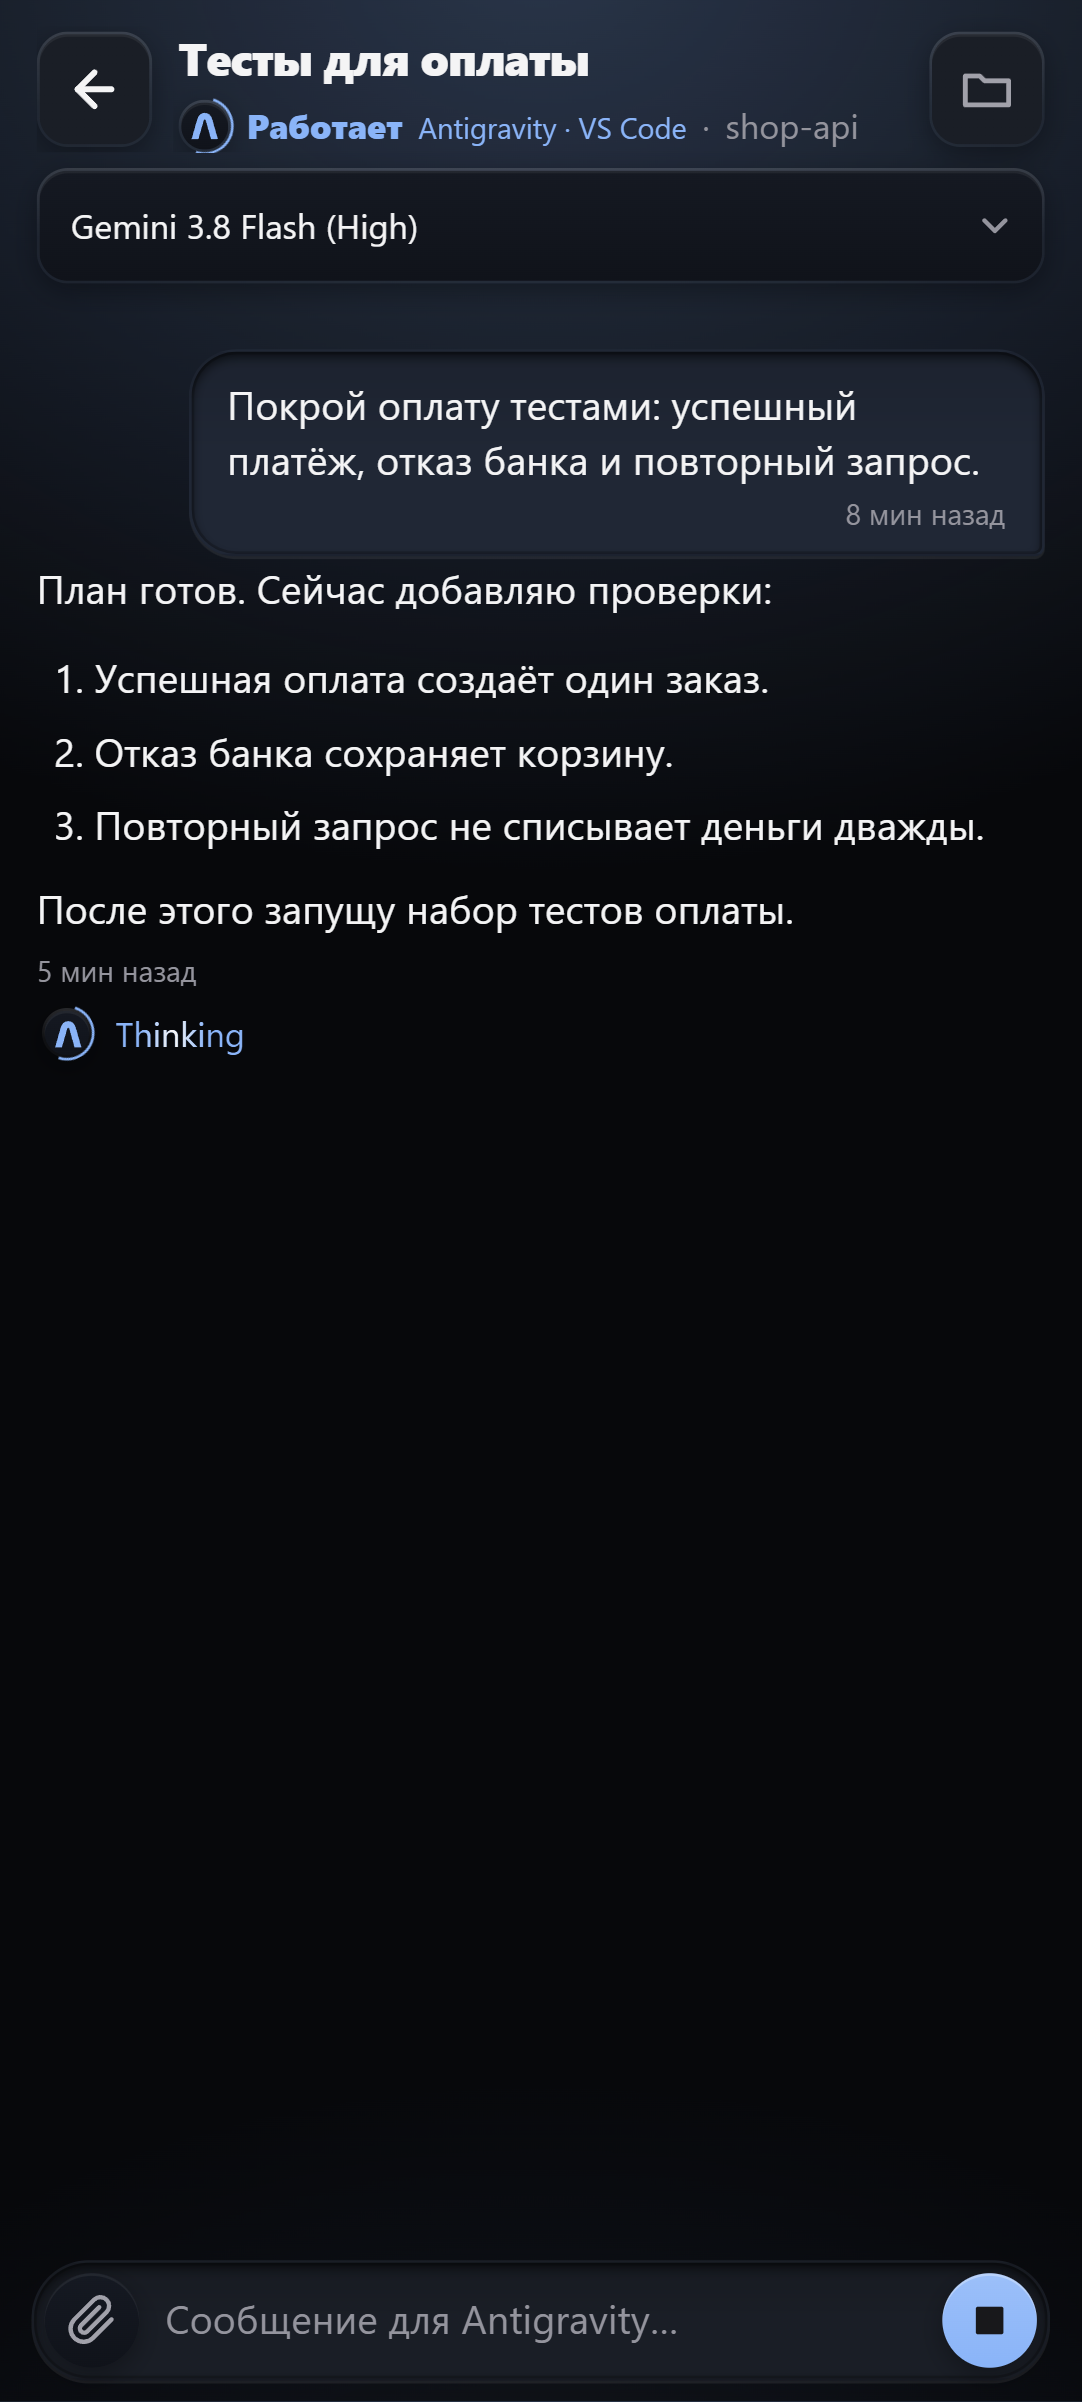 Тесты для оплаты
Работает Antigravity · VS Code · shop-api
Gemini 3.8 Flash (High)
Покрой оплату тестами: успешный
платёж, отказ банка и повторный запрос.
8 мин назад
План готов. Сейчас добавляю проверки:
1. Успешная оплата создаёт один заказ.
2. Отказ банка сохраняет корзину.
3. Повторный запрос не списывает деньги дважды.
После этого запущу набор тестов оплаты.
5 мин назад
Thinking
Сообщение для Antigravity...